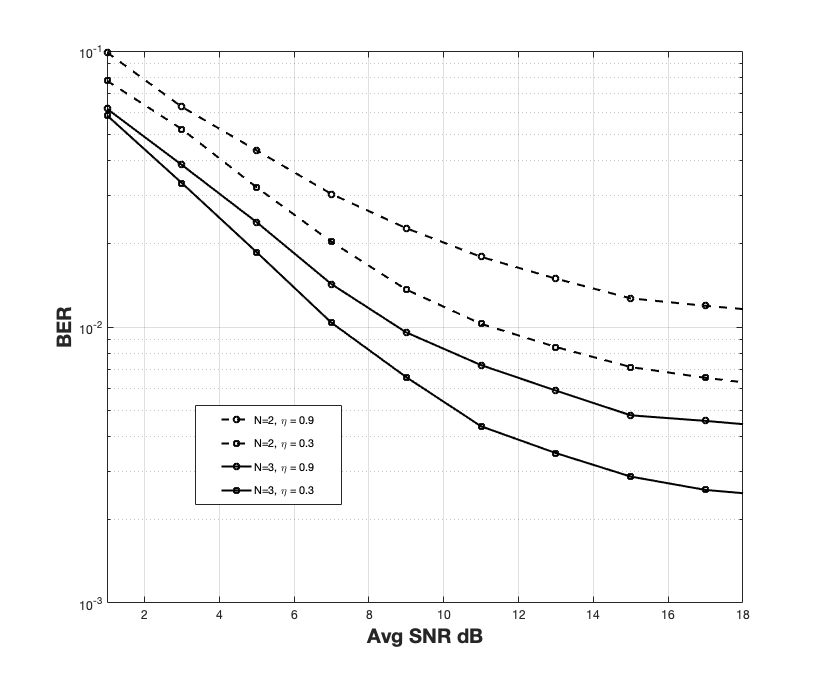 10-1
10-2
10-3
BER
N=2, η = 0.9
N=2, η = 0.3
N=3, η = 0.9
N=3, η = 0.3
2 4 6 8 10 12 14 16 18
Avg SNR dB